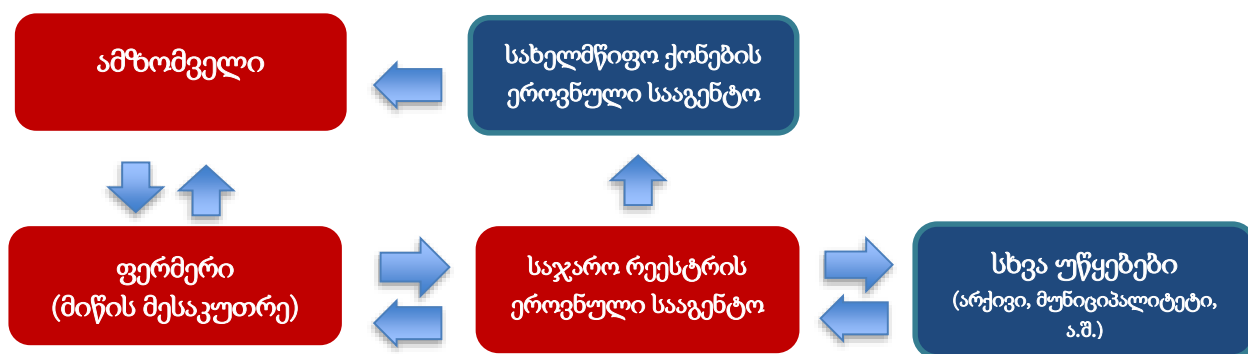 ამზომველი
სახელმწიფო ქონების
ეროვნული სააგენტო
ფერმერი
(მიწის მესაკუთრე)
საჯარო რეესტრის
ეროვნული სააგენტო
სხვა უწყებები
(არქივი, მუნიციპალიტეტი,
ა.შ.)